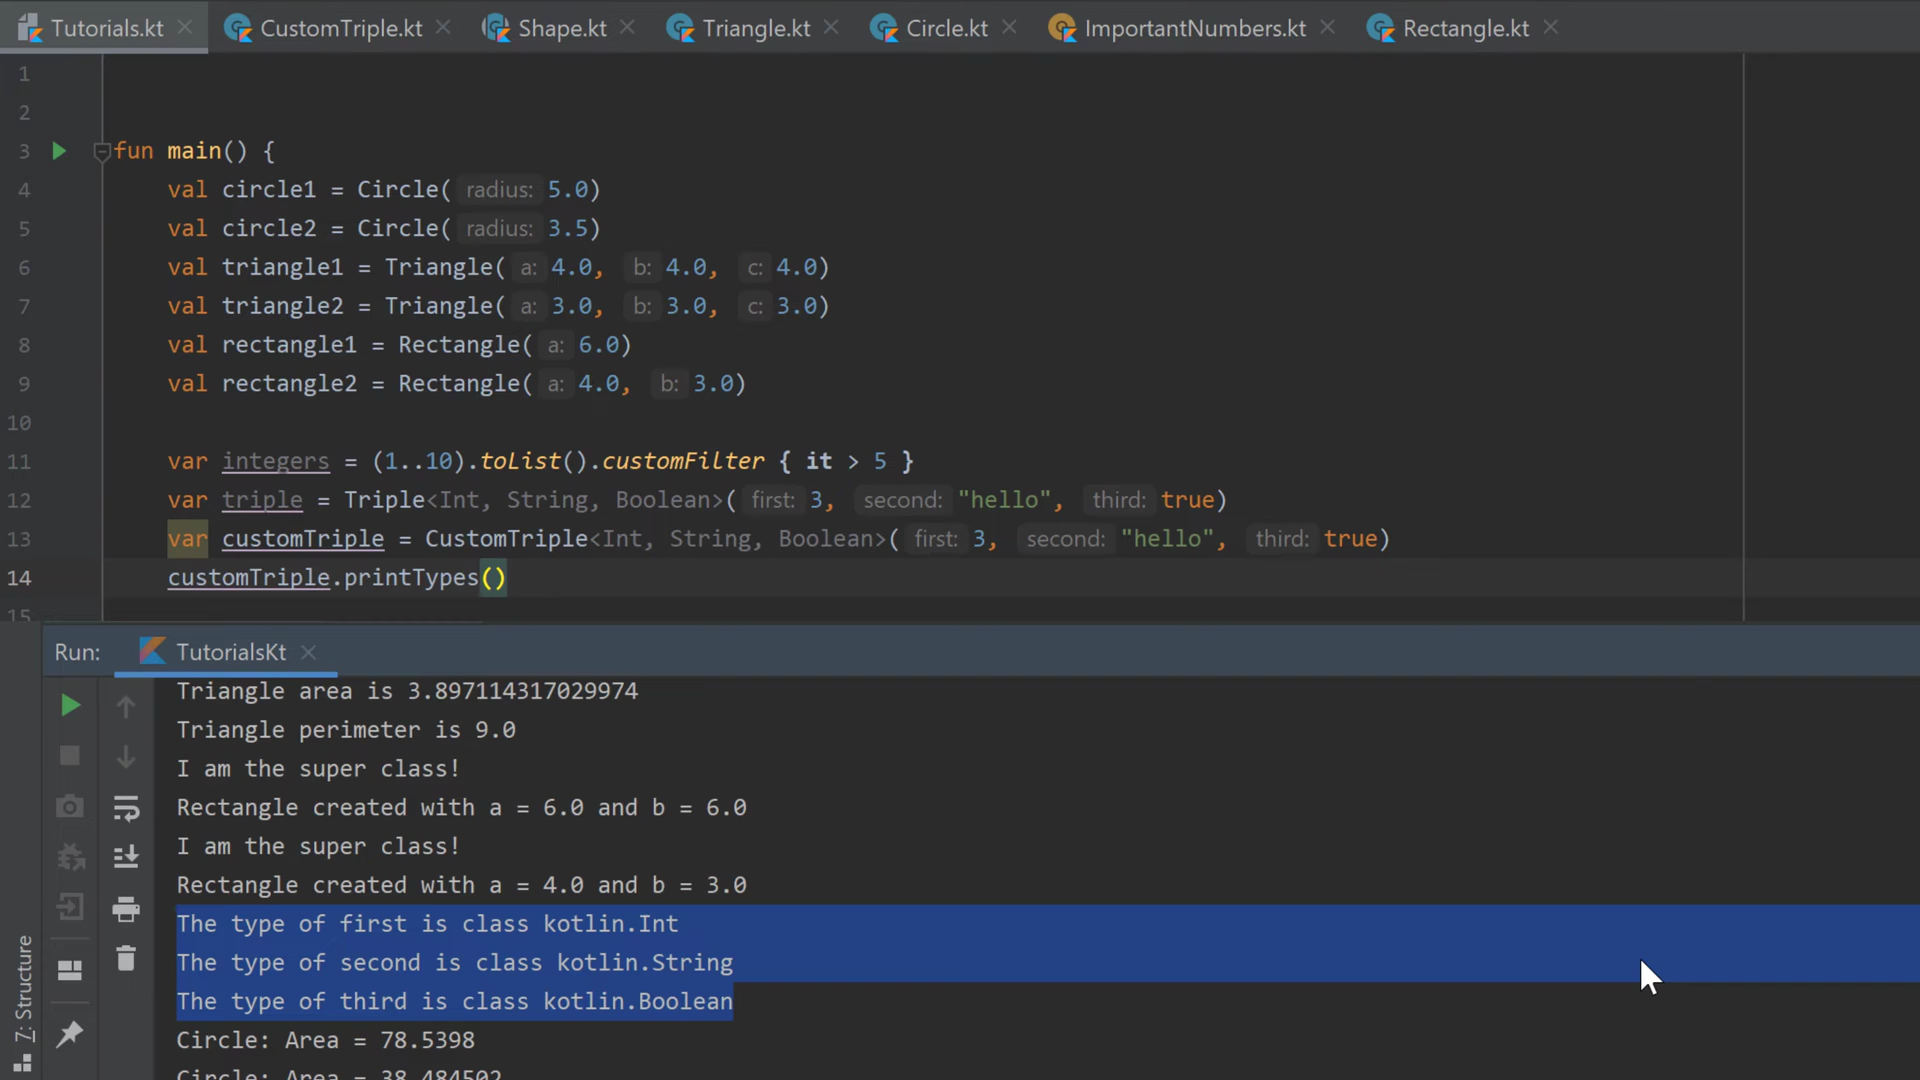 Tutorials.kt CustomTriple.kt Shape.kt Triangle.kt Circle.kt ImportantNumbers.kt Rectangle.kt
1
2
3 fun main() {
4 val circle1 = Circle( radius: 5.0)
5 val circle2 = Circle( radius: 3.5)
6 val triangle1 = Triangle( a: 4.0, b: 4.0, c: 4.0)
7 val triangle2 = Triangle( a: 3.0, b: 3.0, c: 3.0)
8 val rectangle1 = Rectangle( a: 6.0)
9 val rectangle2 = Rectangle( a: 4.0, b: 3.0)
10
11 var integers = (1..10).toList().customFilter { it > 5 }
12 var triple = Triple<Int, String, Boolean>( first: 3, second: "hello", third: true)
13 var customTriple = CustomTriple<Int, String, Boolean>( first: 3, second: "hello", third: true)
14 customTriple.printTypes()
15
Run: TutorialsKt
Triangle area is 3.897114317029974
Triangle perimeter is 9.0
I am the super class!
Rectangle created with a = 6.0 and b = 6.0
I am the super class!
Rectangle created with a = 4.0 and b = 3.0
The type of first is class kotlin.Int
The type of second is class kotlin.String
The type of third is class kotlin.Boolean
Circle: Area = 78.5398
Circle: Area = 38.484502
7: Structure